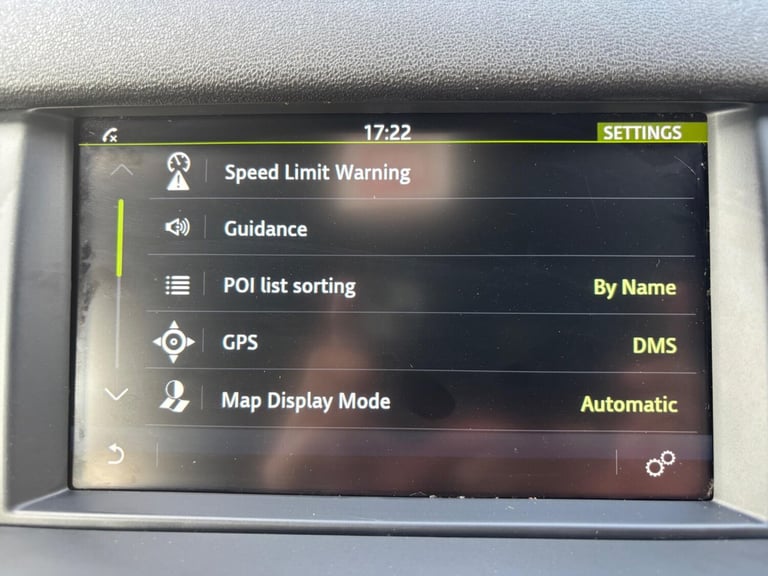 17:22
SETTINGS
Speed Limit Warning
Guidance
POI list sorting By Name
GPS DMS
Map Display Mode Automatic